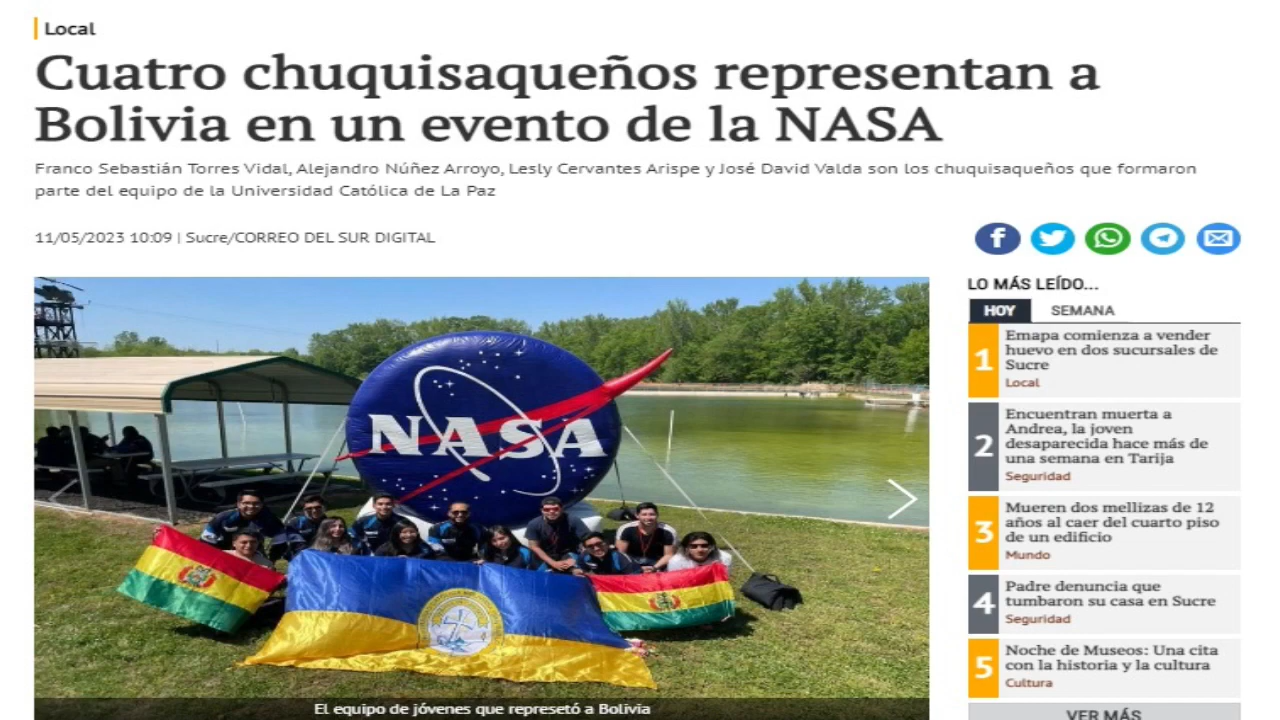 Local
Cuatro chuquisaqueños representan a
Bolivia en un evento de la NASA
Franco Sebastián Torres Vidal, Alejandro Núñez Arroyo, Lesly Cervantes Arispe y José David Valda son los chuquisaqueños que formaron
parte del equipo de la Universidad Católica de La Paz
11/05/2023 10:09 | Sucre/CORREO DEL SUR DIGITAL
NASA
El equipo de jóvenes que represetó a Bolivia
LO MÁS LEÍDO...
HOY SEMANA
1
Emapa comienza a vender
huevo en dos sucursales de
Sucre
Local
2
Encuentran muerta a
Andrea, la joven
desaparecida hace más de
una semana en Tarija
Seguridad
3
Mueren dos mellizas de 12
años al caer del cuarto piso
de un edificio
Mundo
4
Padre denuncia que
tumbaron su casa en Sucre
Seguridad
5
Noche de Museos: Una cita
con la historia y la cultura
Cultura
VER MÁS